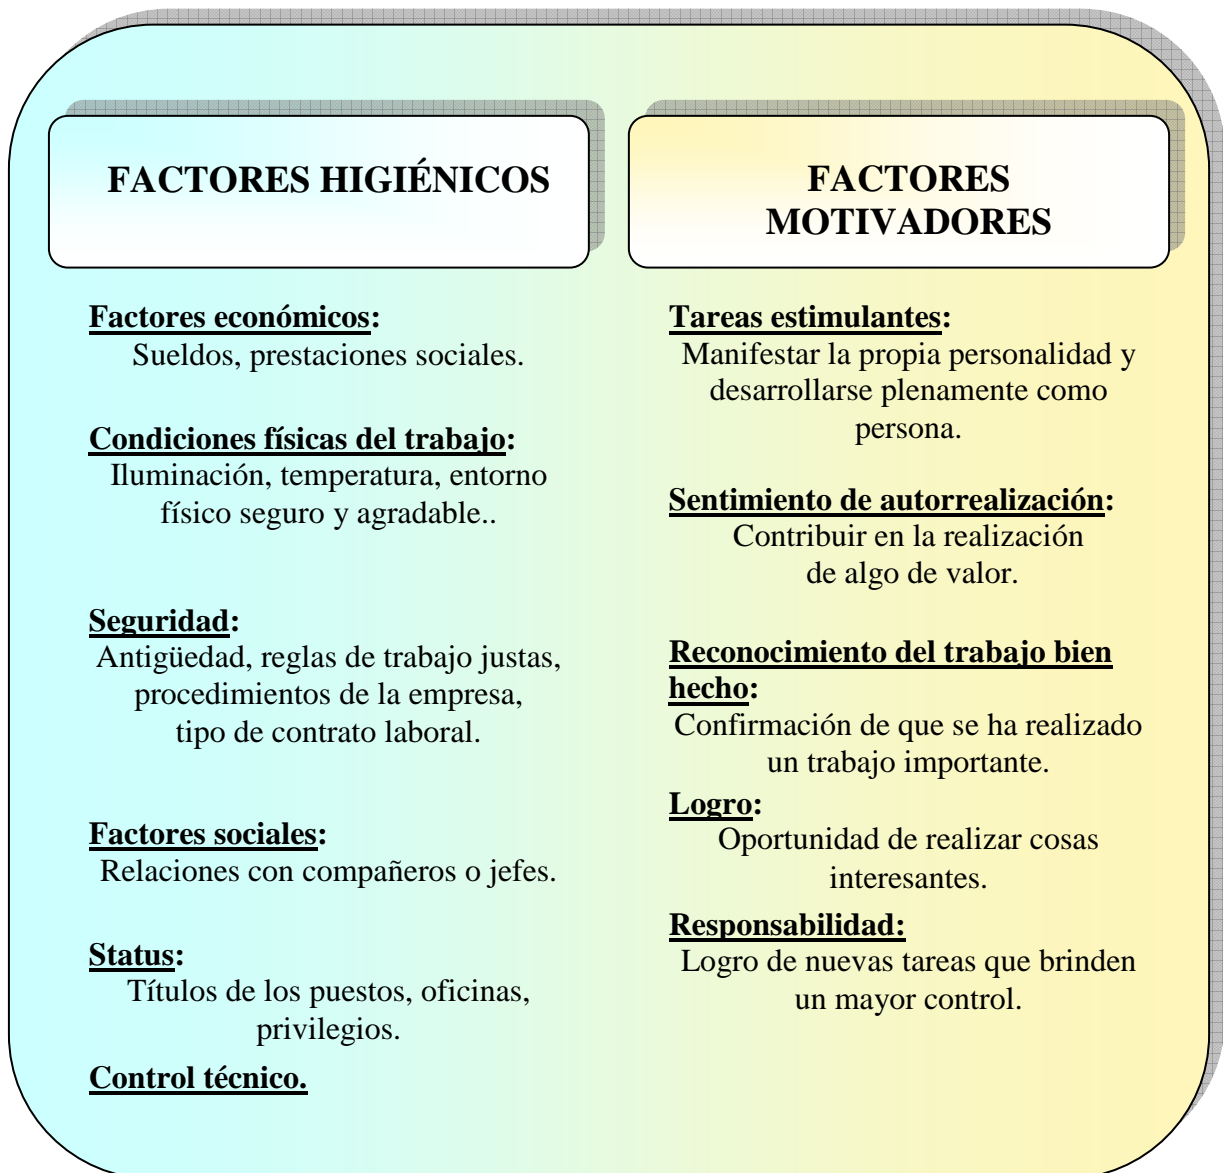 FACTORES HIGIÉNICOS
Factores económicos:
Sueldos, prestaciones sociales.
Condiciones físicas del trabajo:
Iluminación, temperatura, entorno
físico seguro y agradable..
Seguridad:
Antigüedad, reglas de trabajo justas,
procedimientos de la empresa,
tipo de contrato laboral.
Factores sociales:
Relaciones con compañeros o jefes.
Status:
Títulos de los puestos, oficinas,
privilegios.
Control técnico.
FACTORES
MOTIVADORES
Tareas estimulantes:
Manifestar la propia personalidad y
desarrollarse plenamente como
persona.
Sentimiento de autorrealización:
Contribuir en la realización
de algo de valor.
Reconocimiento del trabajo bien
hecho:
Confirmación de que se ha realizado
un trabajo importante.
Logro:
Oportunidad de realizar cosas
interesantes.
Responsabilidad:
Logro de nuevas tareas que brinden
un mayor control.